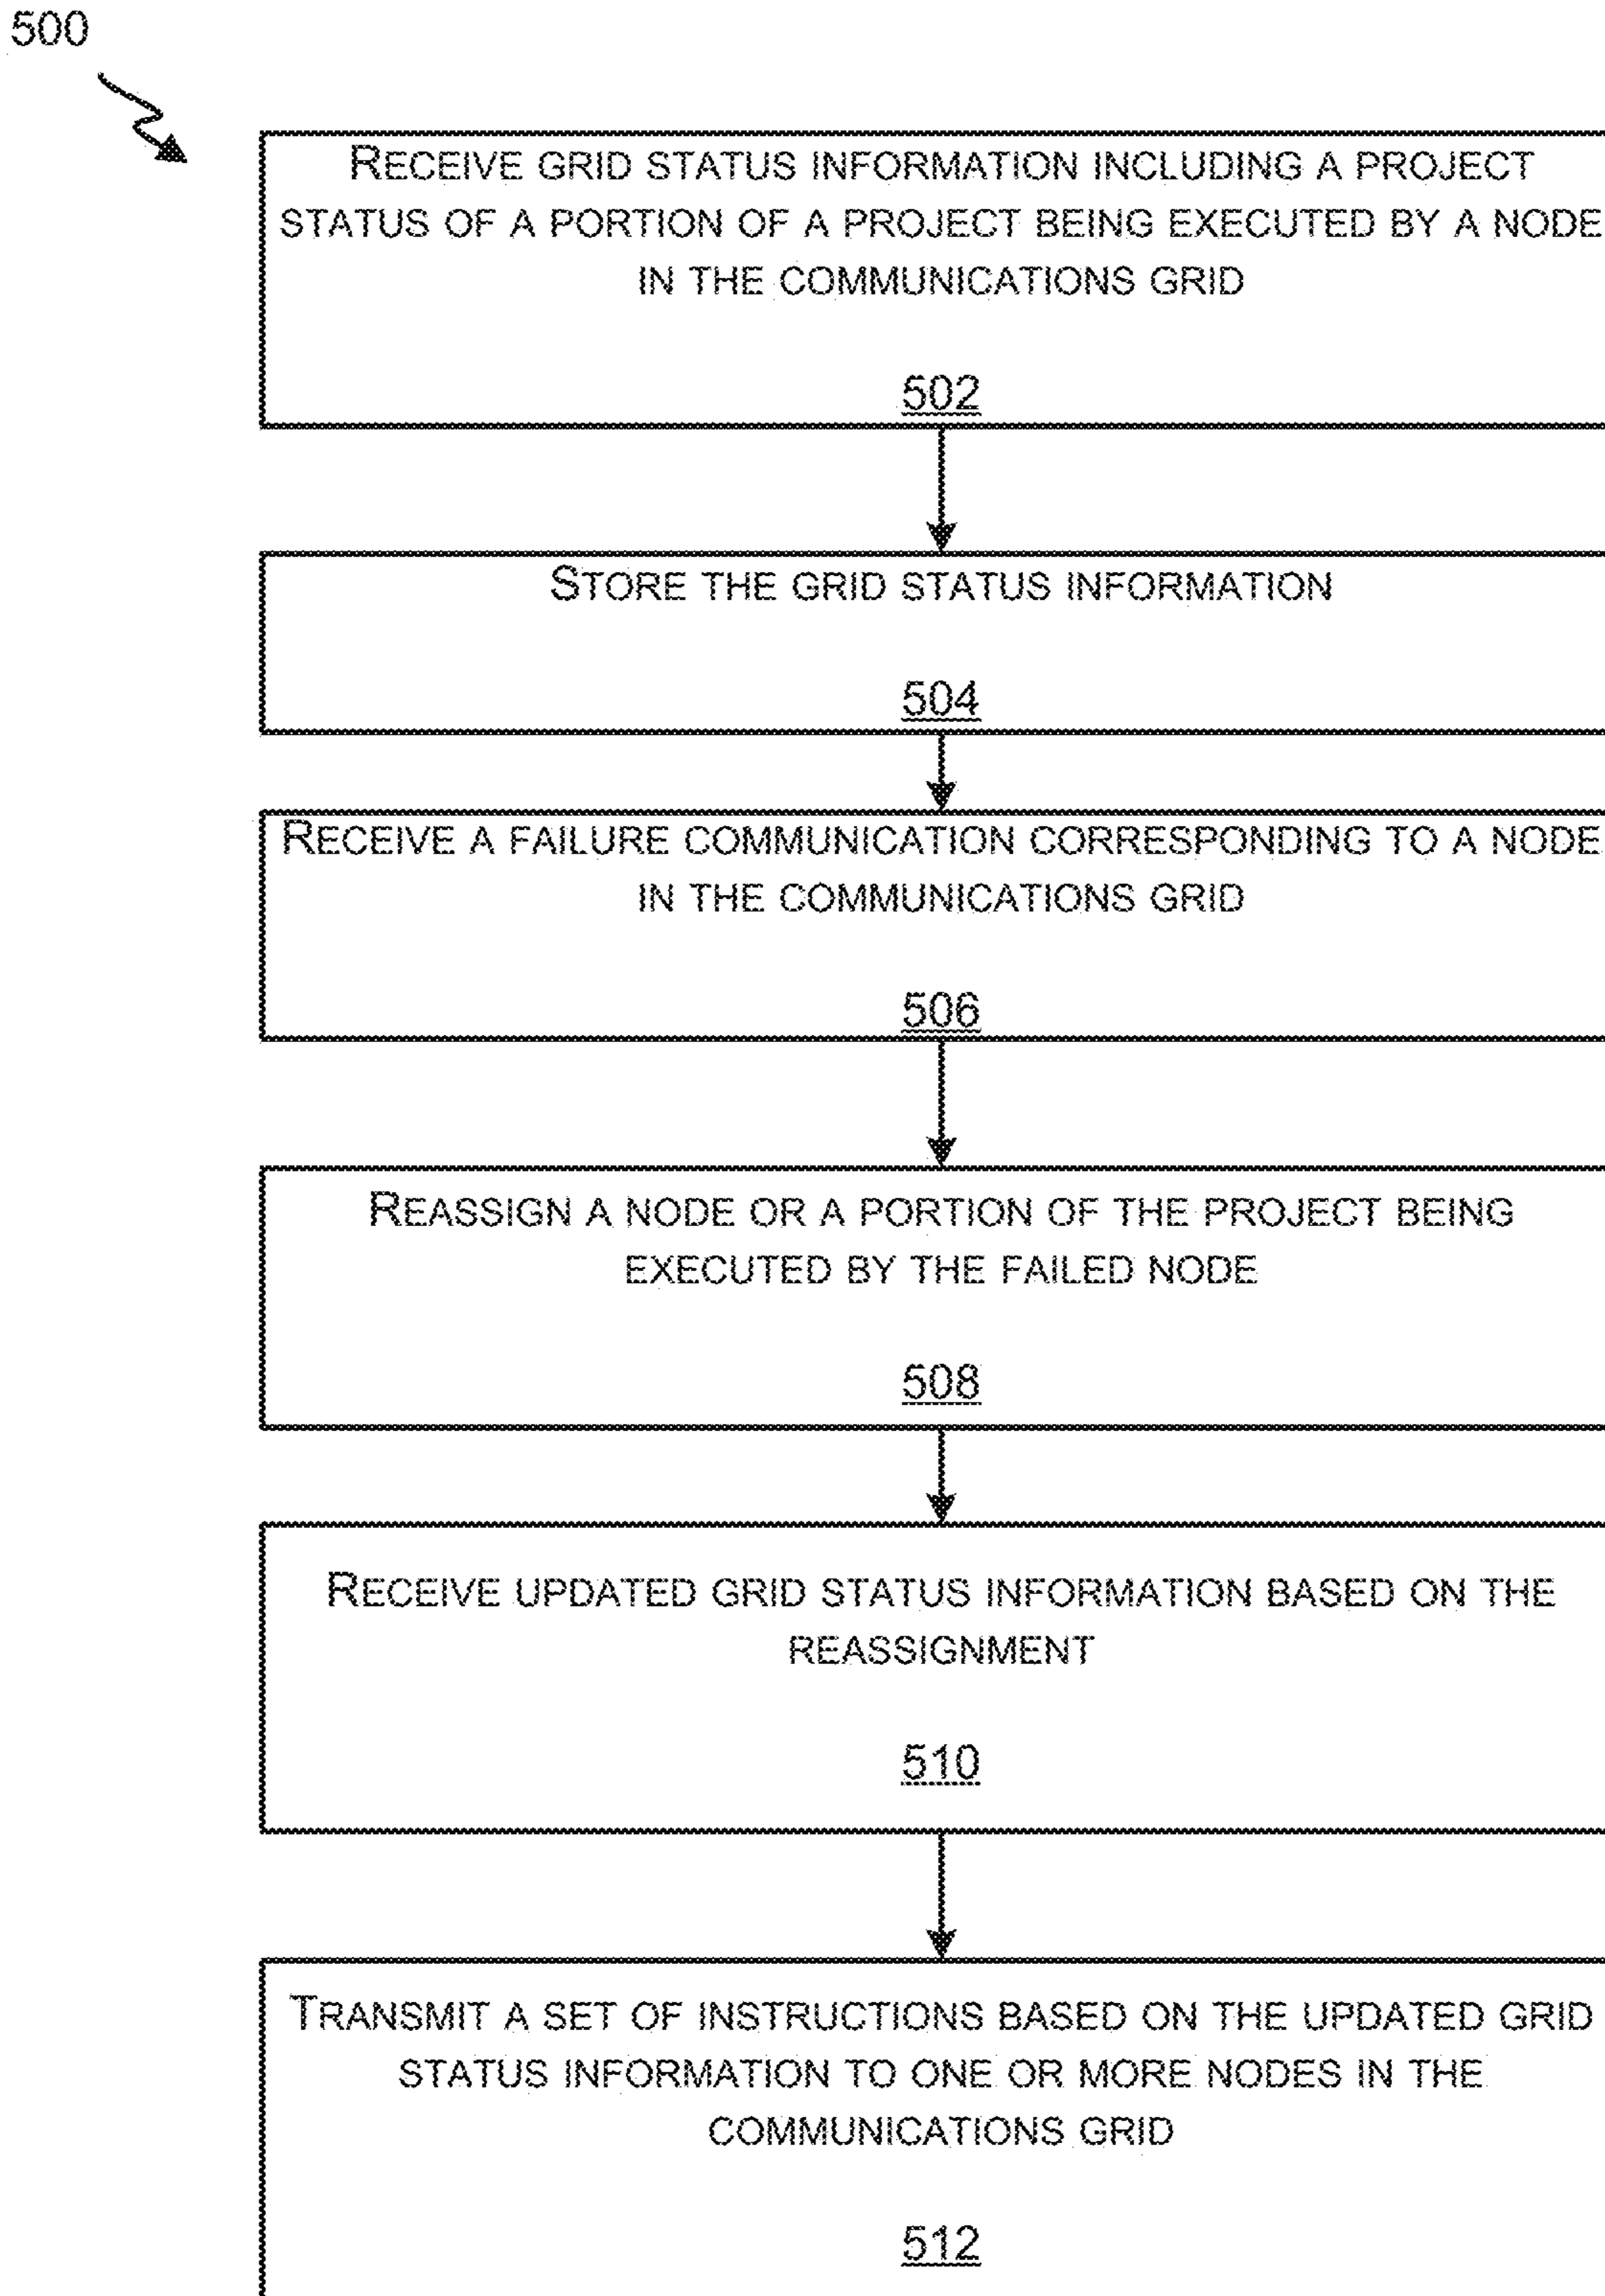 500
RECEIVE GRID STATUS INFORMATION INCLUDING A PROJECT
STATUS OF A PORTION OF A PROJECT BEING EXECUTED BY A NODE
IN THE COMMUNICATIONS GRID
502
STORE THE GRID STATUS INFORMATION
504
RECEIVE A FAILURE COMMUNICATION CORRESPONDING TO A NODE
IN THE COMMUNICATIONS GRID
506
REASSIGN A NODE OR A PORTION OF THE PROJECT BEING
EXECUTED BY THE FAILED NODE
508
RECEIVE UPDATED GRID STATUS INFORMATION BASED ON THE
REASSIGNMENT
510
TRANSMIT A SET OF INSTRUCTIONS BASED ON THE UPDATED GRID
STATUS INFORMATION TO ONE OR MORE NODES IN THE
COMMUNICATIONS GRID
512